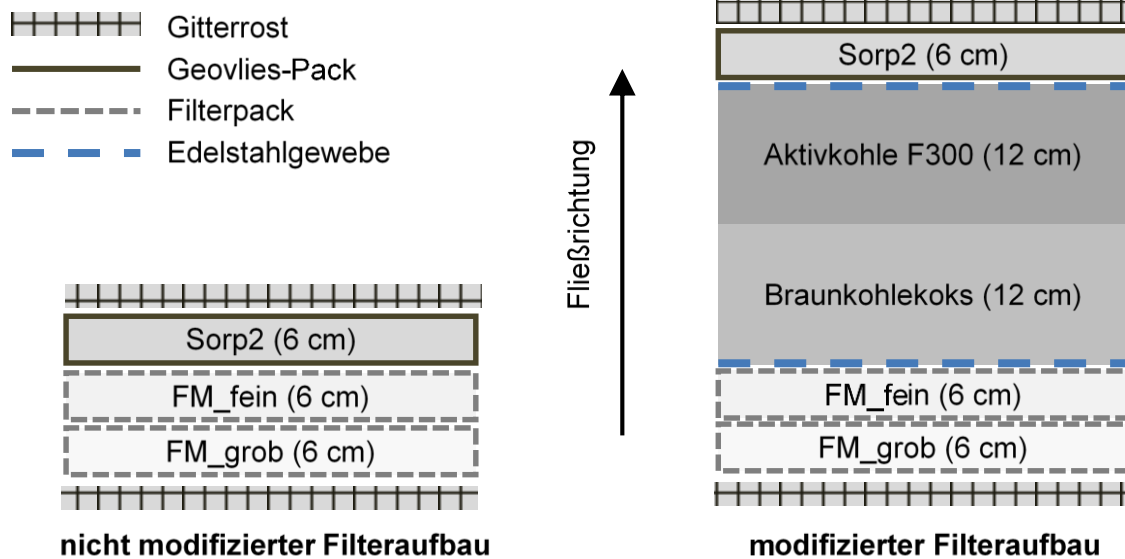 Gitterrost
Geovlies-Pack
Filterpack
Edelstahlgewebe
Sorp2 (6 cm)
FM_fein (6 cm)
FM_grob (6 cm)
nicht modifizierter Filteraufbau
Fließrichtung
Sorp2 (6 cm)
Aktivkohle F300 (12 cm)
Braunkohlekoks (12 cm)
FM_fein (6 cm)
FM_grob (6 cm)
modifizierter Filteraufbau